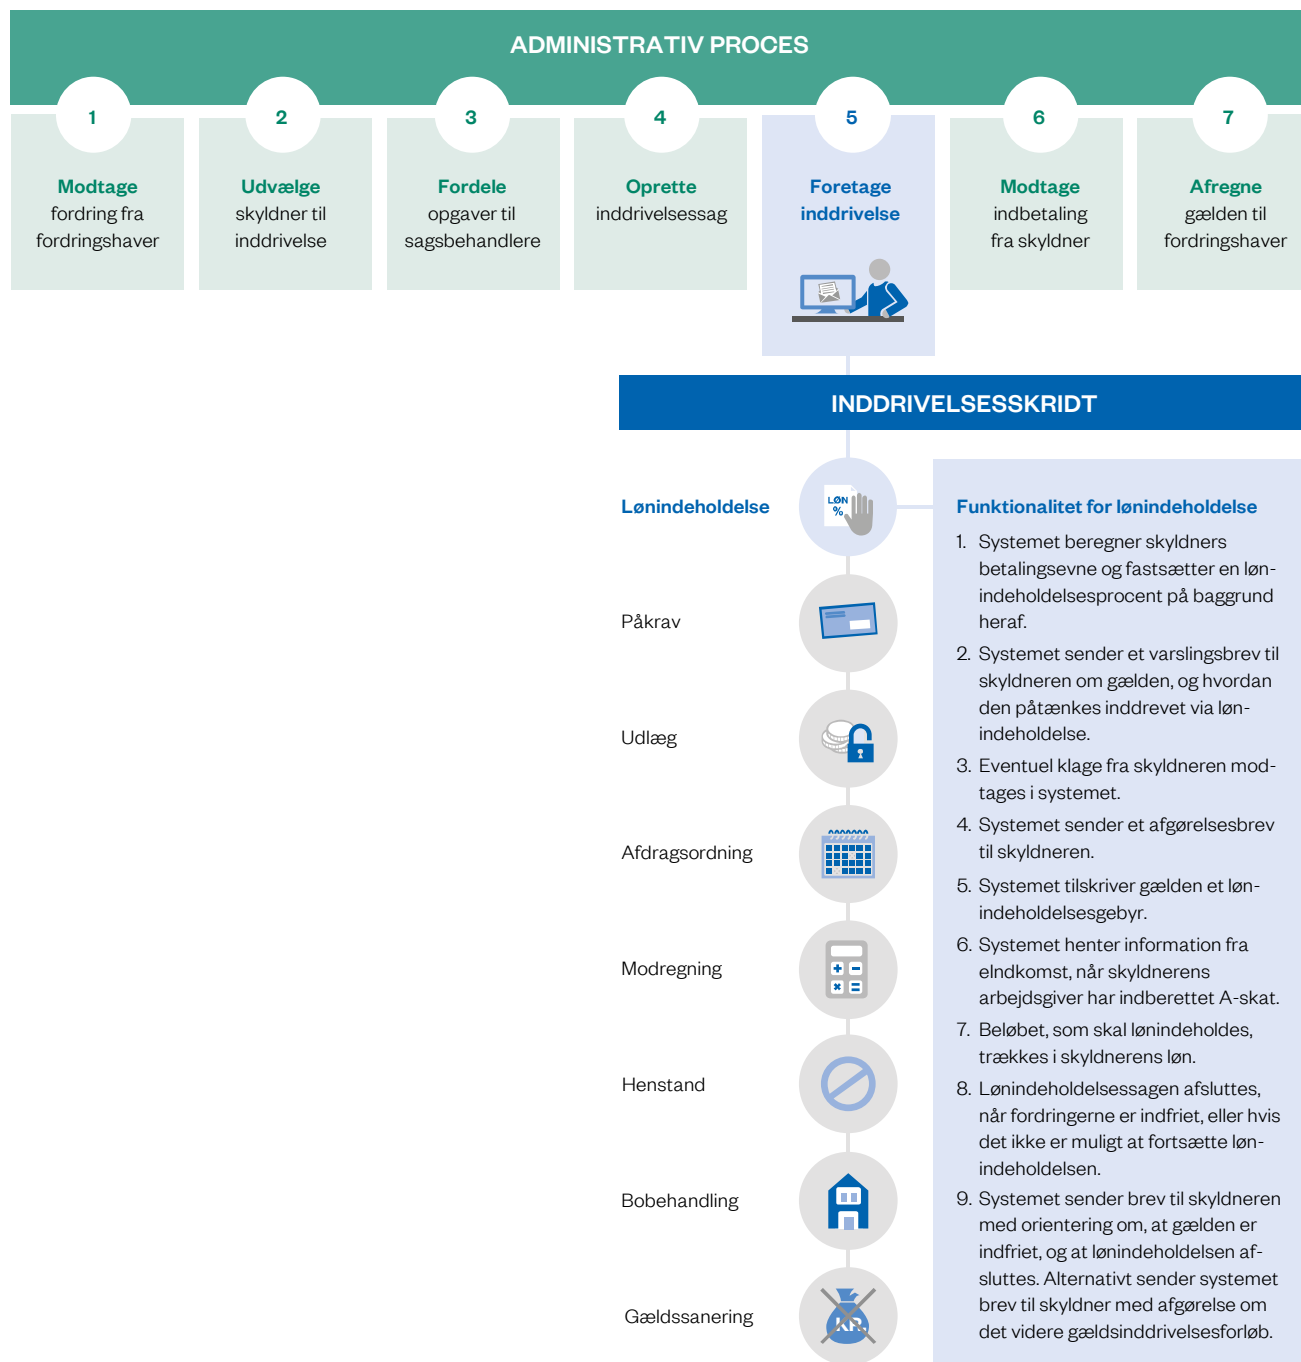 ADMINISTRATIV PROCES
1
Modtage
fordring fra
fordringshaver
2
Udvælge
skyldner til
inddrivelse
3
Fordele
opgaver til
sagsbehandlere
4
Oprette
inddrivelsessag
5
Foretage
inddrivelse
6
Modtage
indbetaling
fra skyldner
7
Afregne
gælden til
fordringshaver
INDDRIVELSESSKRIDT
Lønindeholdelse
LØN
%
Påkrav
Udlæg
Afdragsordning
Modregning
Henstand
Bobehandling
Gældssanering
KR.
Funktionalitet for lønindeholdelse
1. Systemet beregner skyldners
betalingsevne og fastsætter en løn-
indeholdelsesprocent på baggrund
heraf.
2. Systemet sender et varslingsbrev til
skyldneren om gælden, og hvordan
den påtænkes inddrevet via løn-
indeholdelse.
3. Eventuel klage fra skyldneren mod-
tages i systemet.
4. Systemet sender et afgørelsesbrev
til skyldneren.
5. Systemet tilskriver gælden et løn-
indeholdelsesgebyr.
6. Systemet henter information fra
eIndkomst, når skyldnerens
arbejdsgiver har indberettet A-skat.
7. Beløbet, som skal lønindeholdes,
trækkes i skyldnerens løn.
8. Lønindeholdelsessagen afsluttes,
når fordringerne er indfriet, eller hvis
det ikke er muligt at fortsætte løn-
indeholdelsen.
9. Systemet sender brev til skyldneren
med orientering om, at gælden er
indfriet, og at lønindeholdelsen af-
sluttes. Alternativt sender systemet
brev til skyldner med afgørelse om
det videre gældsinddrivelsesforløb.